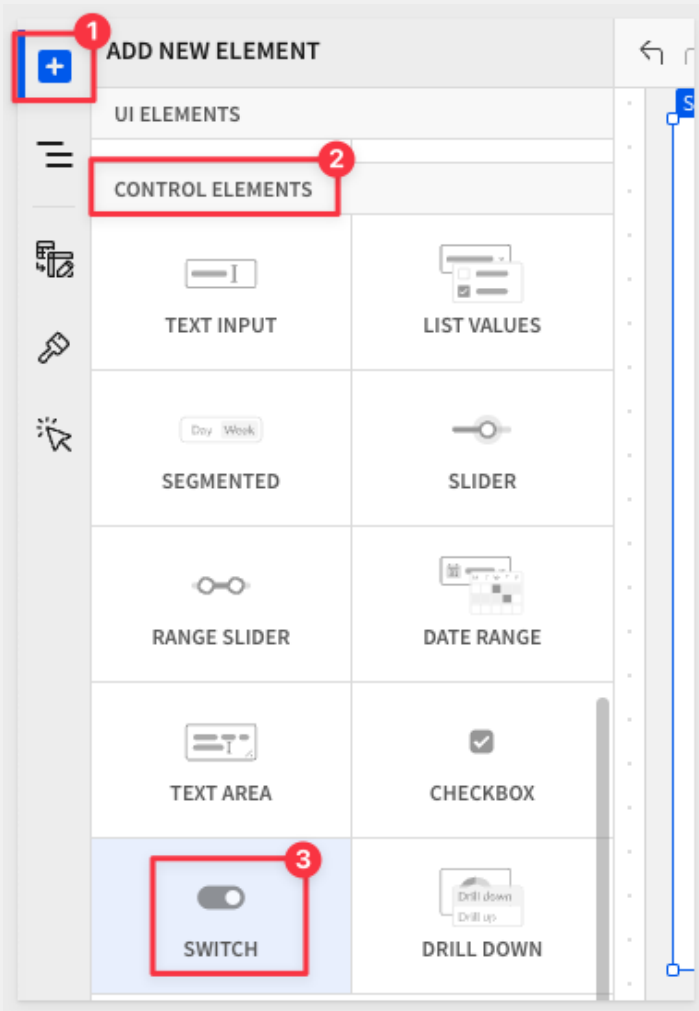 1
ADD NEW ELEMENT
S
UI ELEMENTS
2
CONTROL ELEMENTS
TEXT INPUT
LIST VALUES
Day Week
SEGMENTED
SLIDER
RANGE SLIDER
DATE RANGE
TEXT AREA
CHECKBOX
3
SWITCH
Drill down
Drill up
DRILL DOWN